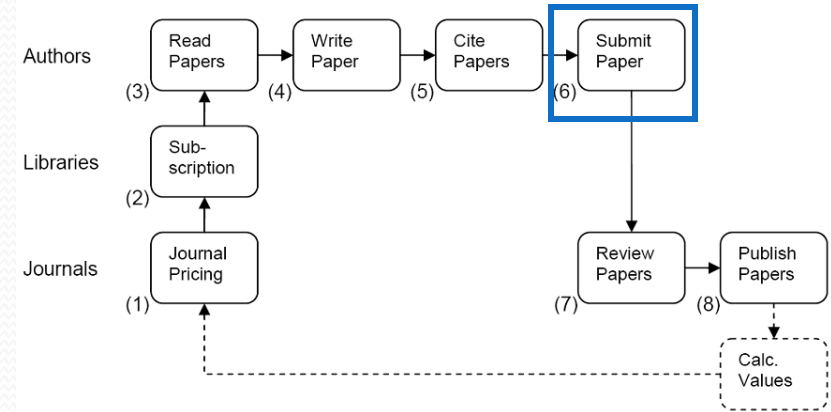 Authors
Read
Papers
(3)
Write
Paper
(4)
Cite
Papers
(5)
Submit
Paper
(6)
Libraries
Sub-
scription
(2)
Journals
Journal
Pricing
(1)
Review
Papers
(7)
Publish
Papers
(8)
Calc.
Values